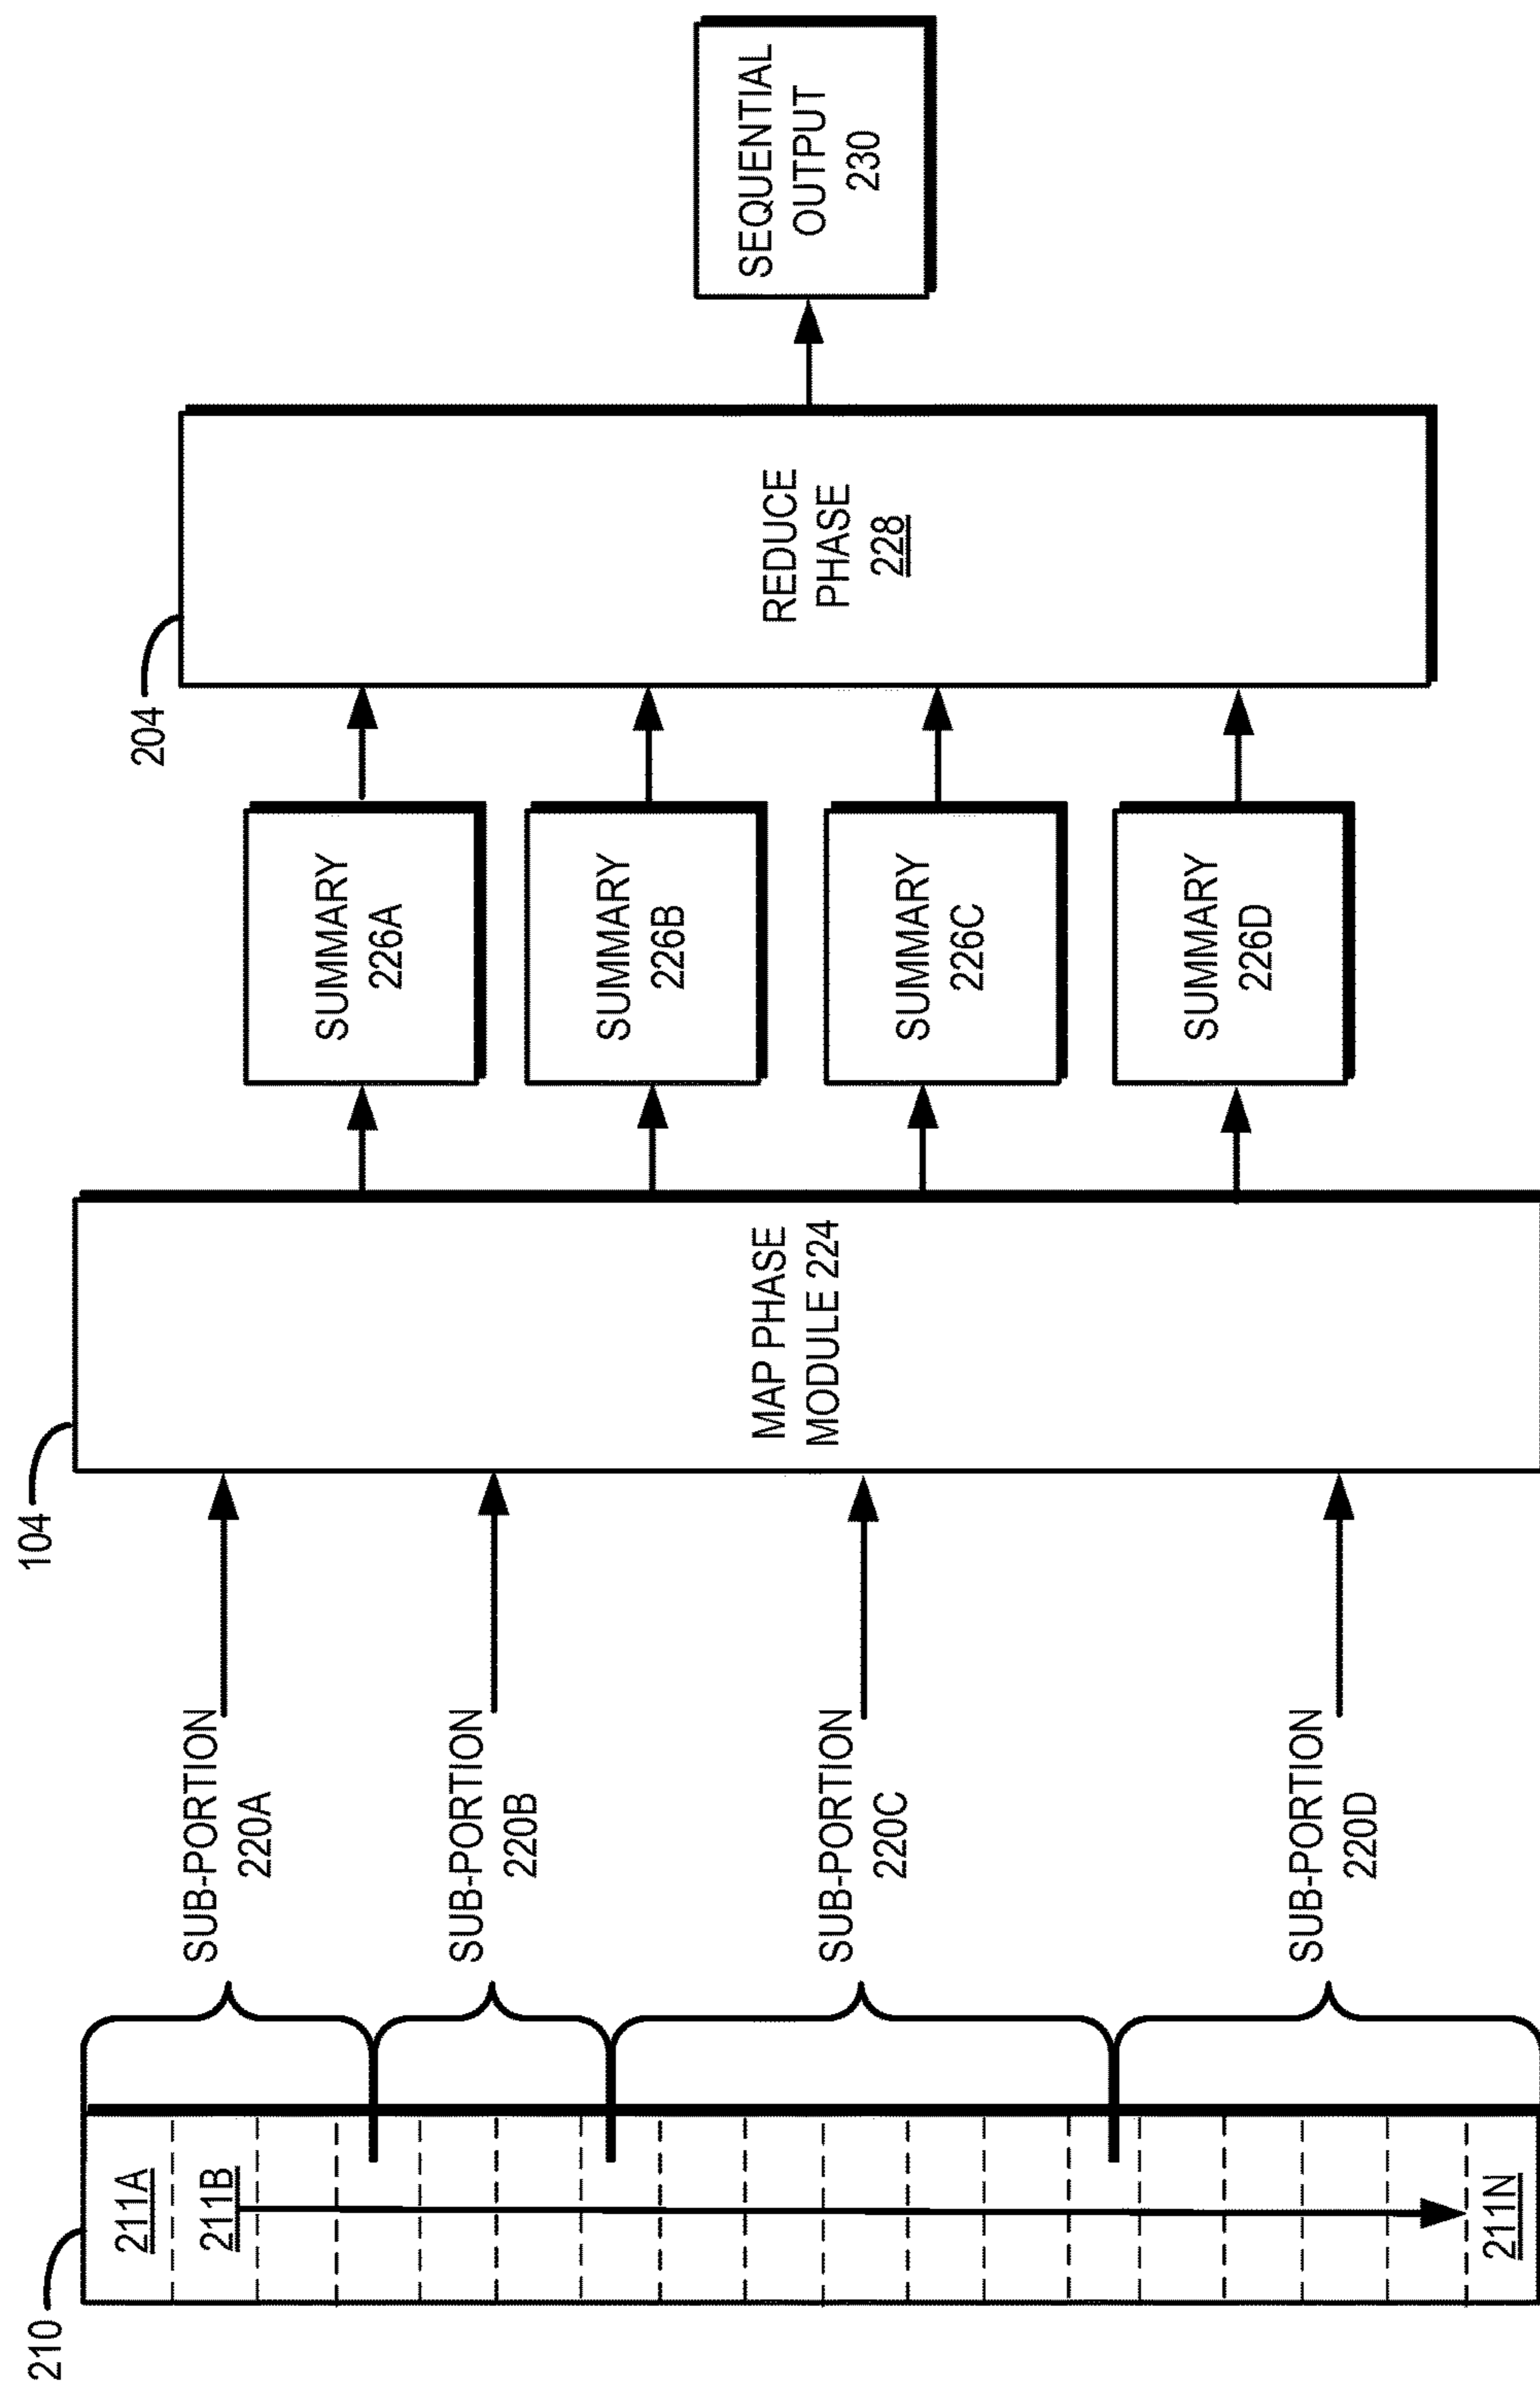 210
211A
211B
211N
SUB-PORTION
220A
SUB-PORTION
220B
SUB-PORTION
220C
SUB-PORTION
220D
104
MAP PHASE
MODULE 224
SUMMARY
226A
SUMMARY
226B
SUMMARY
226C
SUMMARY
226D
204
REDUCE
PHASE
228
SEQUENTIAL
OUTPUT
230